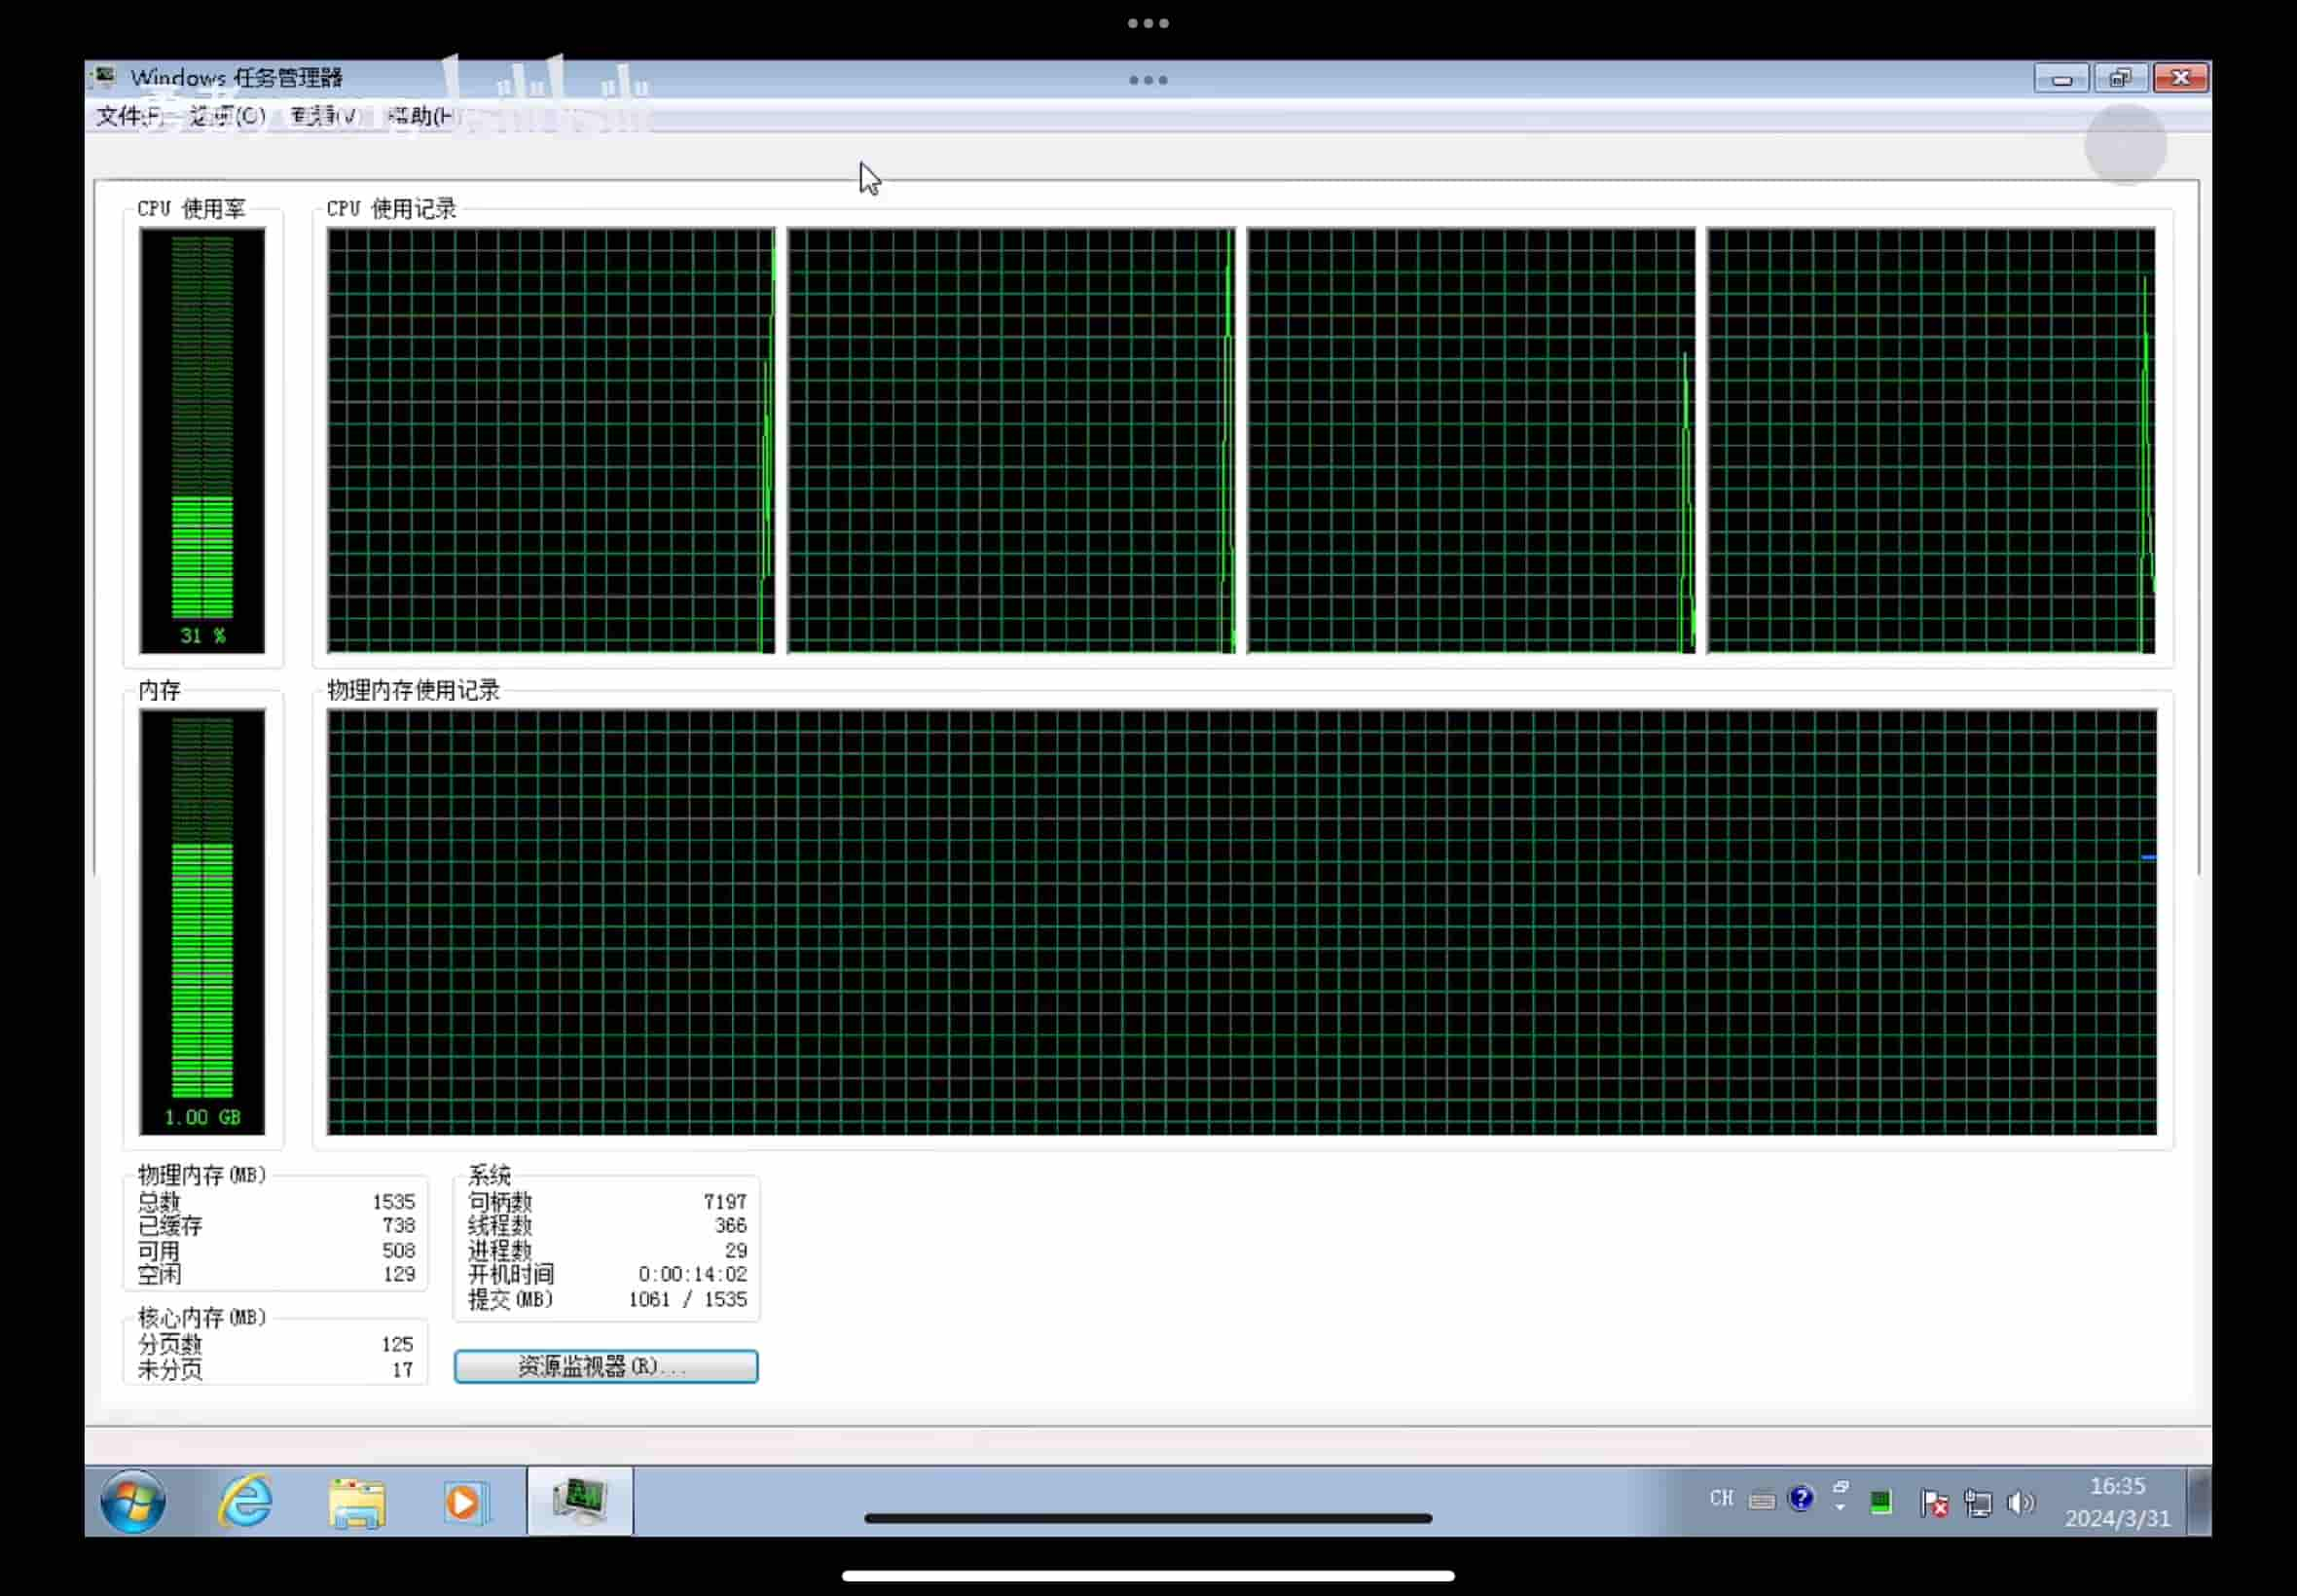 Windows 任务管理器
文件(F) 选项(O) 查看(V) 帮助(H)
bilibili
CPU 使用率
CPU 使用记录
31 %
内存
物理内存使用记录
1.00 GB
物理内存(MB)
总数 1535
已缓存 738
可用 508
空闲 129
核心内存(MB)
分页数 125
未分页 17
系统
句柄数 7197
线程数 366
进程数 29
开机时间 0:00:14:02
提交(MB) 1061 / 1535
资源监视器(R)...
CH
16:35
2024/3/31